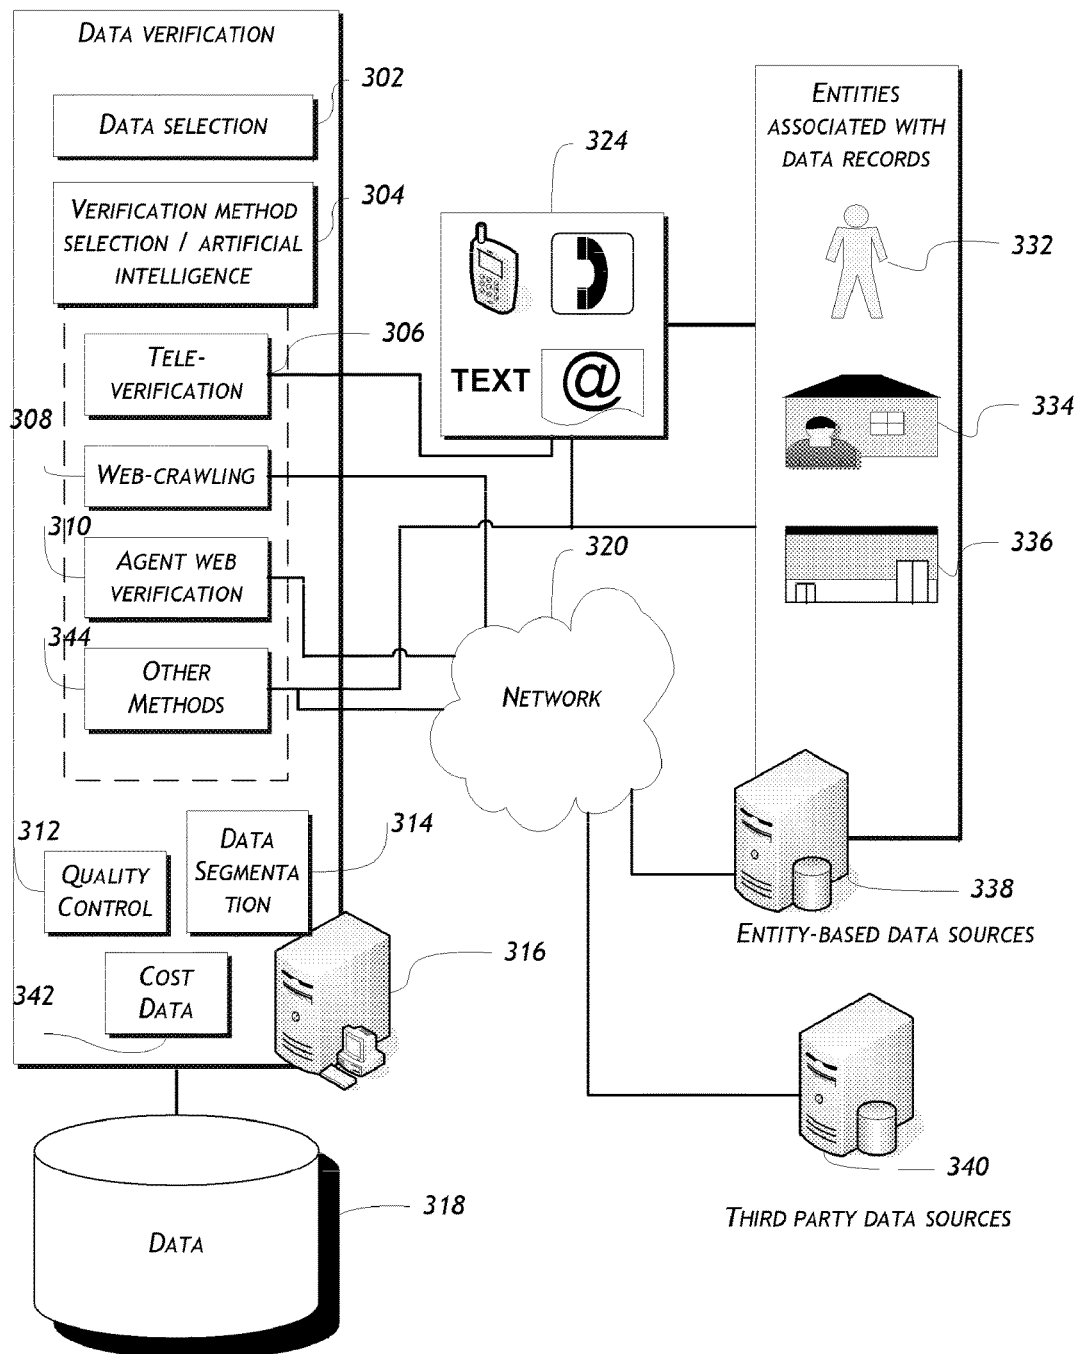 DATA VERIFICATION
302
DATA SELECTION
304
VERIFICATION METHOD
SELECTION / ARTIFICIAL
INTELLIGENCE
306
TELE-
VERIFICATION
308
WEB-CRAWLING
310
AGENT WEB
VERIFICATION
344
OTHER
METHODS
312
QUALITY
CONTROL
314
DATA
SEGMENTA
TION
342
COST
DATA
316
DATA
318
324
TEXT
@
320
NETWORK
ENTITIES
ASSOCIATED WITH
DATA RECORDS
332
334
336
338
ENTITY-BASED DATA SOURCES
340
THIRD PARTY DATA SOURCES